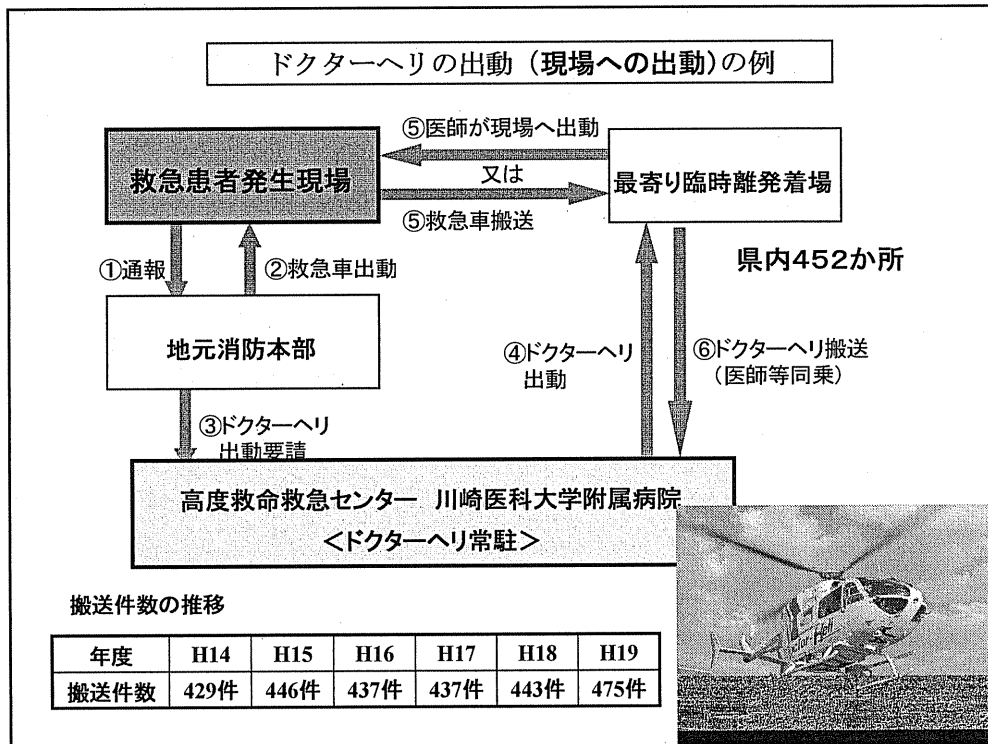 ドクターヘリの出動（現場への出動）の例
⑤医師が現場へ出動
救急患者発生現場
又は
最寄り臨時離発着場
⑤救急車搬送
①通報
②救急車出動
県内452か所
地元消防本部
④ドクターヘリ
出動
⑥ドクターヘリ搬送
（医師等同乗）
③ドクターヘリ
出動要請
高度救命救急センター 川崎医科大学附属病院
＜ドクターヘリ常駐＞
搬送件数の推移
年度 H14 H15 H16 H17 H18 H19
搬送件数 429件 446件 437件 437件 443件 475件